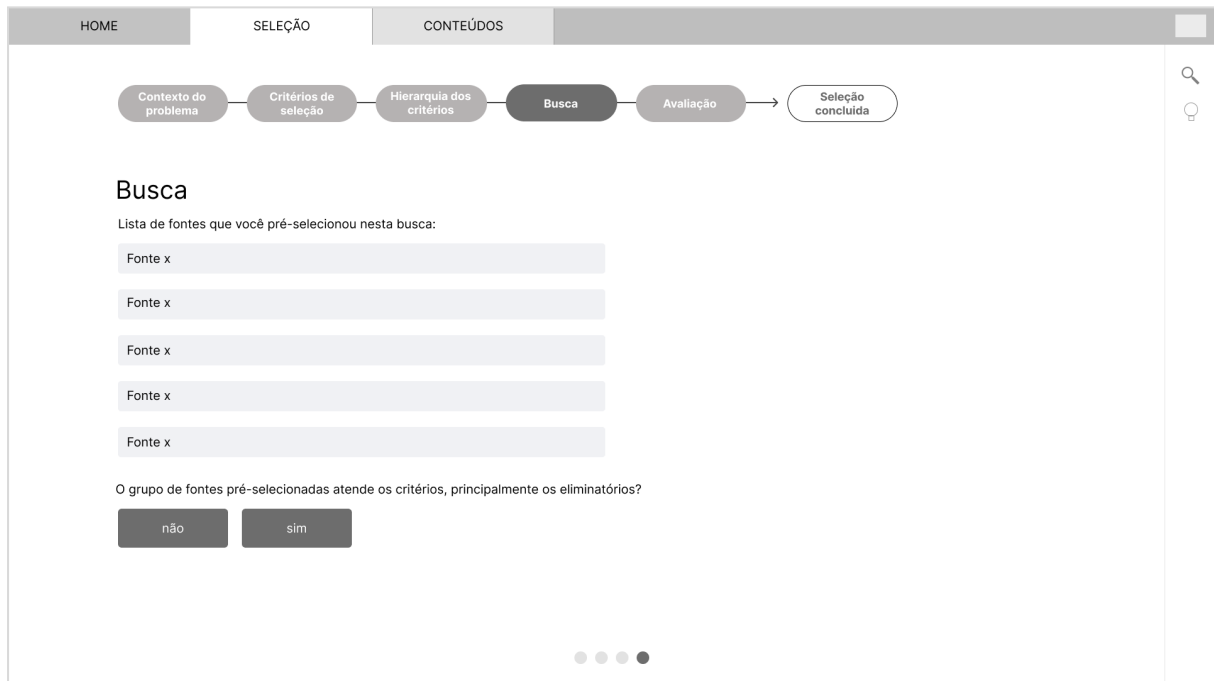 HOME
SELEÇÃO
CONTEÚDOS
Contexto do
problema
Critérios de
seleção
Hierarquia dos
critérios
Busca
Avaliação
Seleção
concluída
Busca
Lista de fontes que você pré-selecionou nesta busca:
Fonte x
Fonte x
Fonte x
Fonte x
Fonte x
O grupo de fontes pré-selecionadas atende os critérios, principalmente os eliminatórios?
não
sim